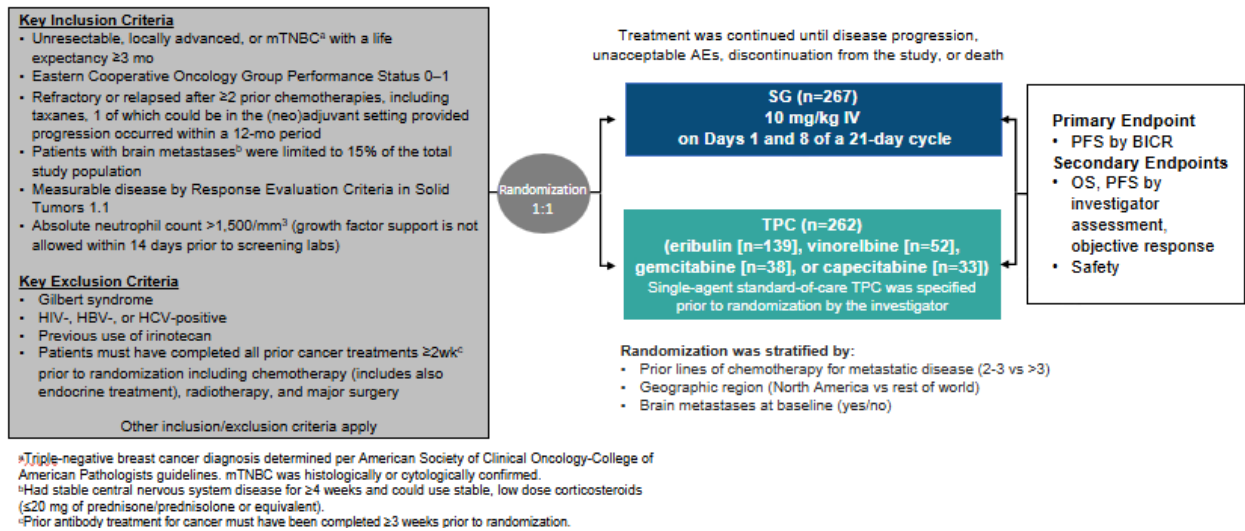 Key Inclusion Criteria
• Unresectable, locally advanced, or mTNBCᵃ with a life
expectancy ≥3 mo
• Eastern Cooperative Oncology Group Performance Status 0–1
• Refractory or relapsed after ≥2 prior chemotherapies, including
taxanes, 1 of which could be in the (neo)adjuvant setting provided
progression occurred within a 12-mo period
• Patients with brain metastasesᵇ were limited to 15% of the total
study population
• Measurable disease by Response Evaluation Criteria in Solid
Tumors 1.1
• Absolute neutrophil count >1,500/mm³ (growth factor support is not
allowed within 14 days prior to screening labs)
Key Exclusion Criteria
• Gilbert syndrome
• HIV-, HBV-, or HCV-positive
• Previous use of irinotecan
• Patients must have completed all prior cancer treatments ≥2wkᶜ
prior to randomization including chemotherapy (includes also
endocrine treatment), radiotherapy, and major surgery
Other inclusion/exclusion criteria apply
Randomization
1:1
Treatment was continued until disease progression,
unacceptable AEs, discontinuation from the study, or death
SG (n=267)
10 mg/kg IV
on Days 1 and 8 of a 21-day cycle
TPC (n=262)
(eribulin [n=139], vinorelbine [n=52],
gemcitabine [n=38], or capecitabine [n=33])
Single-agent standard-of-care TPC was specified
prior to randomization by the investigator
Randomization was stratified by:
• Prior lines of chemotherapy for metastatic disease (2-3 vs >3)
• Geographic region (North America vs rest of world)
• Brain metastases at baseline (yes/no)
Primary Endpoint
• PFS by BICR
Secondary Endpoints
• OS, PFS by
investigator
assessment,
objective response
• Safety
ᵃTriple-negative breast cancer diagnosis determined per American Society of Clinical Oncology-College of
American Pathologists guidelines. mTNBC was histologically or cytologically confirmed.
ᵇHad stable central nervous system disease for ≥4 weeks and could use stable, low dose corticosteroids
(≤20 mg of prednisone/prednisolone or equivalent).
ᶜPrior antibody treatment for cancer must have been completed ≥3 weeks prior to randomization.